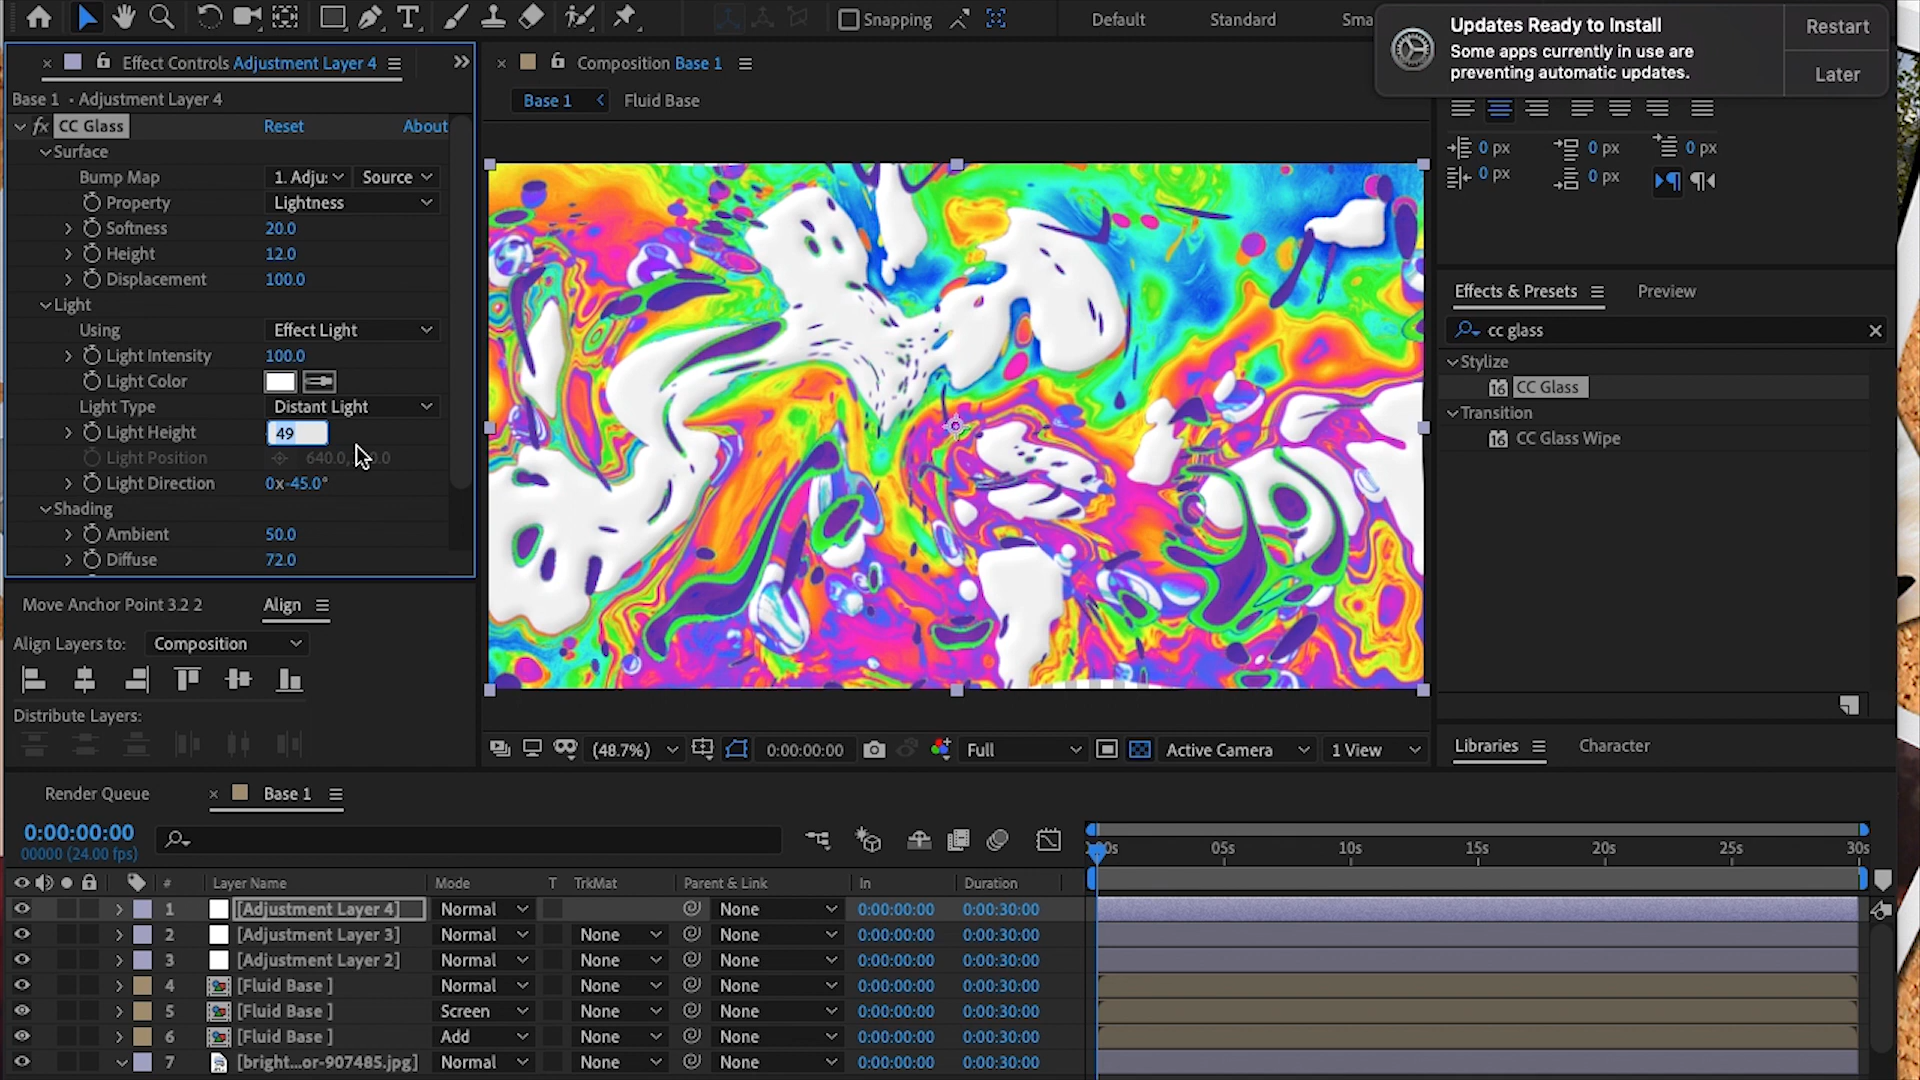 Snapping
Default
Standard
Sma
Updates Ready to Install
Some apps currently in use are
preventing automatic updates.
Restart
Later
× Effect Controls Adjustment Layer 4
Base 1 · Adjustment Layer 4
fx CC Glass Reset About
Surface
Bump Map 1. Adju: Source
Property Lightness
Softness 20.0
Height 12.0
Displacement 100.0
Light
Using Effect Light
Light Intensity 100.0
Light Color
Light Type Distant Light
Light Height 49
Light Position 640.0,
Light Direction 0x-45.0°
Shading
Ambient 50.0
Diffuse 72.0
× Composition Base 1
Base 1 Fluid Base
(48.7%) 0:00:00:00 Full Active Camera 1 View
0 px 0 px 0 px
0 px 0 px
Effects & Presets Preview
cc glass
Stylize
16 CC Glass
Transition
16 CC Glass Wipe
Libraries Character
Move Anchor Point 3.2 2 Align
Align Layers to: Composition
Distribute Layers:
Render Queue × Base 1
0:00:00:00
00000 (24.00 fps)
05s 10s 15s 20s 25s 30s
# Layer Name Mode T TrkMat Parent & Link In Duration
1 [Adjustment Layer 4] Normal None 0:00:00:00 0:00:30:00
2 [Adjustment Layer 3] Normal None None 0:00:00:00 0:00:30:00
3 [Adjustment Layer 2] Normal None None 0:00:00:00 0:00:30:00
4 [Fluid Base ] Normal None None 0:00:00:00 0:00:30:00
5 [Fluid Base ] Screen None None 0:00:00:00 0:00:30:00
6 [Fluid Base ] Add None None 0:00:00:00 0:00:30:00
7 [bright...or-907485.jpg] Normal None None 0:00:00:00 0:00:30:00